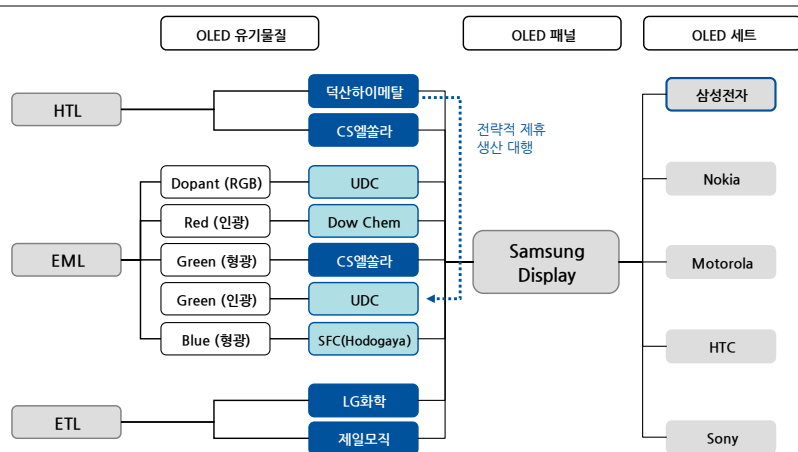 OLED 유기물질
OLED 패널
OLED 세트
HTL
덕산하이메탈
CS엘쏠라
전략적 제휴
생산 대행
삼성전자
EML
Dopant (RGB)
UDC
Red (인광)
Dow Chem
Green (형광)
CS엘쏠라
Green (인광)
UDC
Blue (형광)
SFC(Hodogaya)
Samsung
Display
Nokia
Motorola
HTC
Sony
ETL
LG화학
제일모직